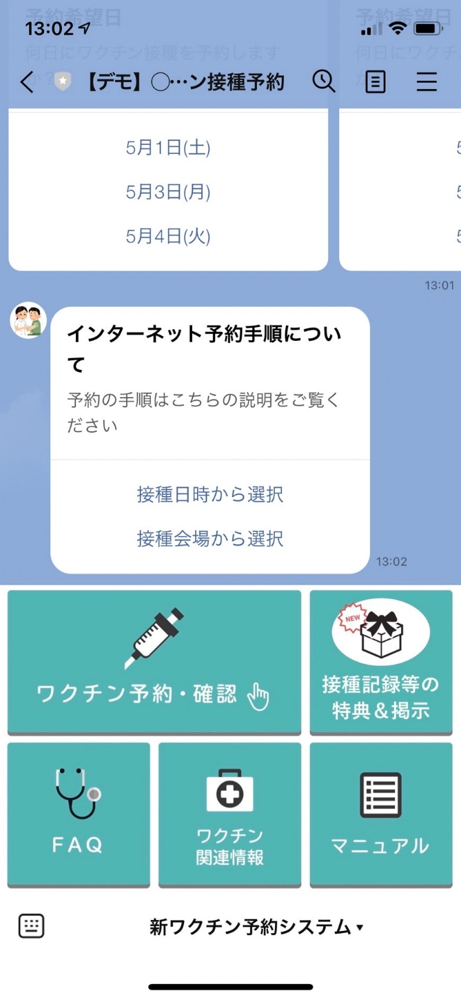 予約希望日
予約希望日
何日にワクチン接種を予約します
何日にワクチ
13:02
か?
【デモ】〇…ン接種予約
5月1日(土)
5月3日(月)
5月4日(火)
13:01
インターネット予約手順につい
て
予約の手順はこちらの説明をご覧く
ださい
接種日時から選択
接種会場から選択
13:02
ワクチン予約・確認
NEW
接種記録等の
特典&掲示
FAQ
ワクチン
関連情報
マニュアル
新ワクチン予約システム▼